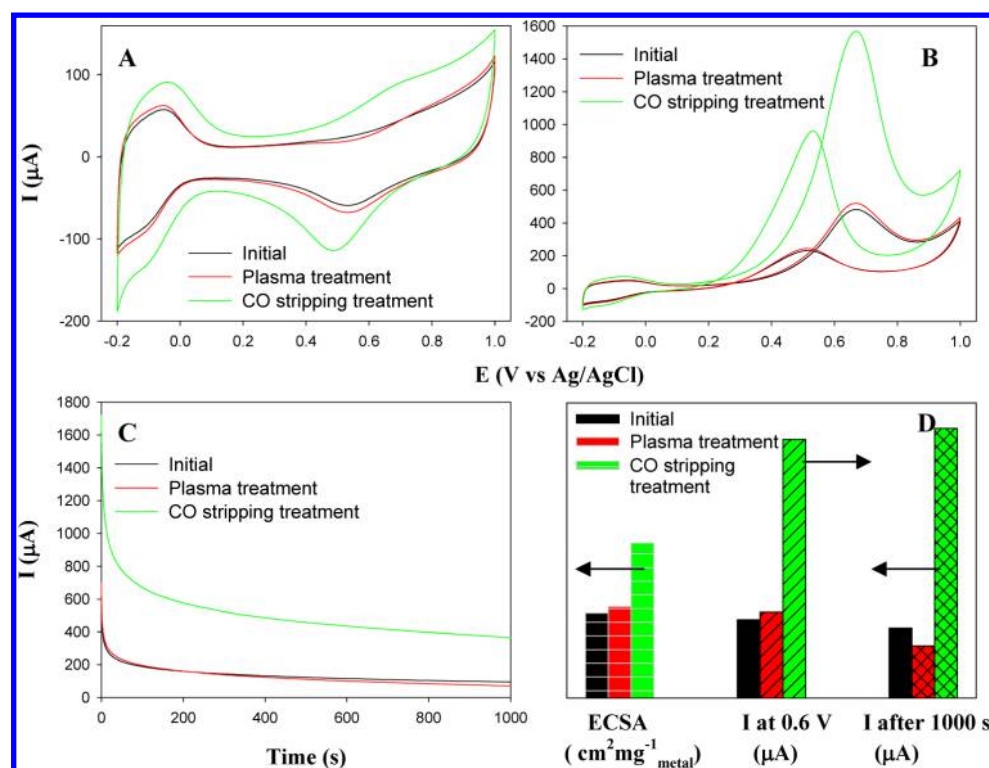 A
I (µA)
100
0
-100
-200
Initial
Plasma treatment
CO stripping treatment
-0.2 0.0 0.2 0.4 0.6 0.8 1.0
B
1600
1400
1200
1000
800
600
400
200
0
-200
Initial
Plasma treatment
CO stripping treatment
-0.2 0.0 0.2 0.4 0.6 0.8 1.0
E (V vs Ag/AgCl)
C
I (µA)
1800
1600
1400
1200
1000
800
600
400
200
0
Initial
Plasma treatment
CO stripping treatment
0 200 400 600 800 1000
Time (s)
D
Initial
Plasma treatment
CO stripping
treatment
ECSA
( cm²mg⁻¹metal)
I at 0.6 V
(µA)
I after 1000 s
(µA)